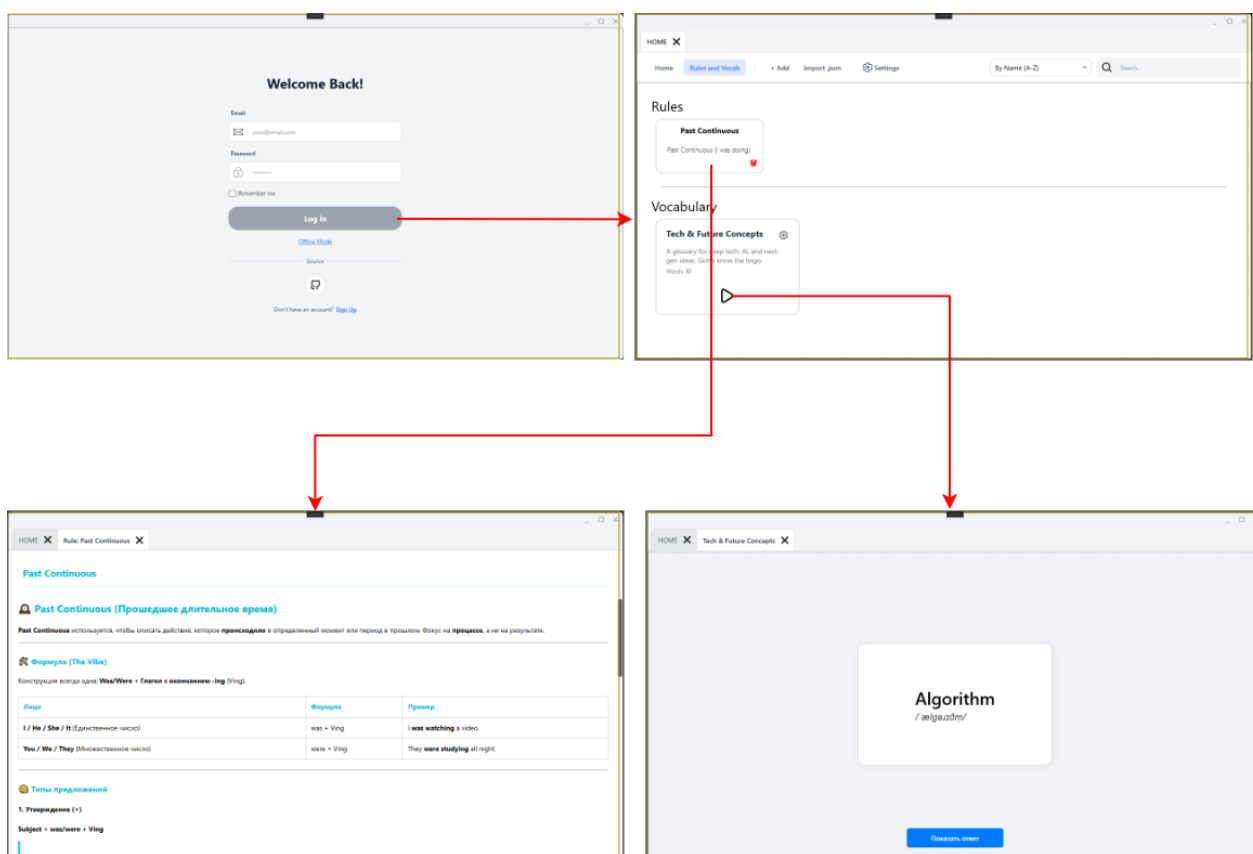 Welcome Back!
Email
your@email.com
Password
Remember me
Log in
Offline Mode
Source
Don't have an account? Sign Up
HOME
Home Rules and Vocab + Add Import .json Settings By Name (A-Z) Search...
Rules
Past Continuous
Past Continuous (I was doing).
Vocabulary
Tech & Future Concepts
A glossary for deep tech, AI, and next-
gen ideas. Gotta know the lingo.
Words: 10
HOME Rule: Past Continuous
Past Continuous
Past Continuous (Прошедшее длительное время)
Past Continuous используется, чтобы описать действие, которое происходило в определенный момент или период в прошлом. Фокус на процессе, а не на результате.
Формула (The Vibe)
Конструкция всегда одна: Was/Were + Глагол с окончанием -ing (Ving).
Лицо Формула Пример
I / He / She / It (Единственное число) was + Ving I was watching a video.
You / We / They (Множественное число) were + Ving They were studying all night.
Типы предложений
1. Утверждение (+)
Subject + was/were + Ving
HOME Tech & Future Concepts
Algorithm
Показать ответ